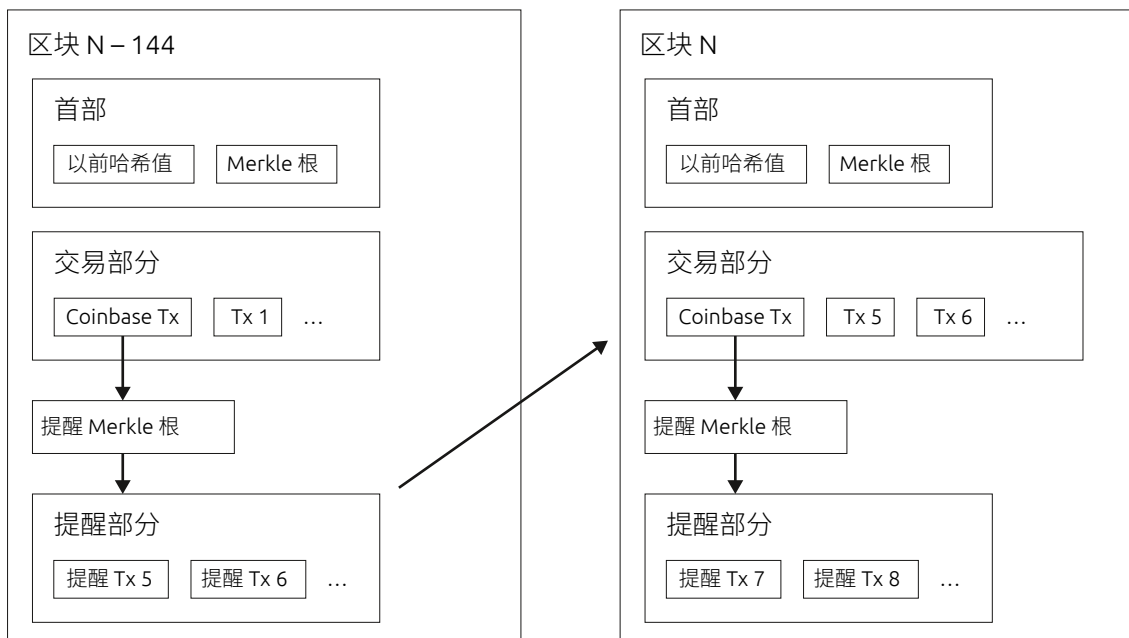 区块 N – 144
首部
以前哈希值
Merkle 根
交易部分
Coinbase Tx
Tx 1
…
提醒 Merkle 根
提醒部分
提醒 Tx 5
提醒 Tx 6
…
区块 N
首部
以前哈希值
Merkle 根
交易部分
Coinbase Tx
Tx 5
Tx 6
…
提醒 Merkle 根
提醒部分
提醒 Tx 7
提醒 Tx 8
…